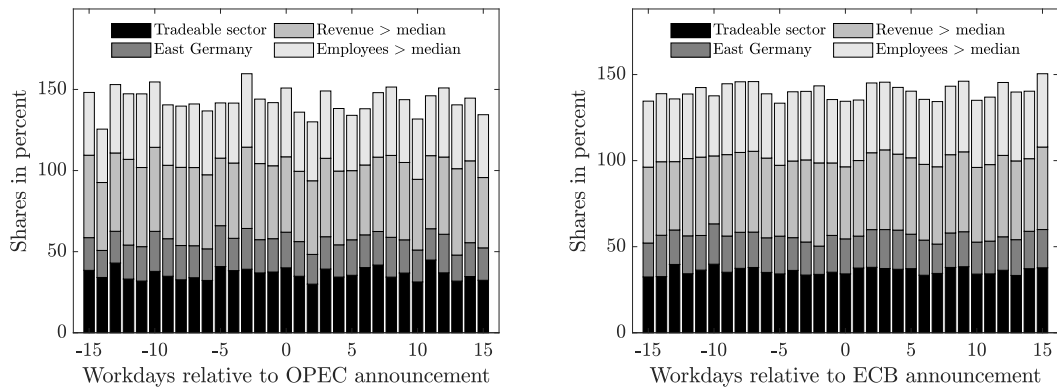 Tradeable sector
Revenue > median
East Germany
Employees > median
150
100
50
0
Shares in percent
-15 -10 -5 0 5 10 15
Workdays relative to OPEC announcement
Tradeable sector
Revenue > median
East Germany
Employees > median
150
100
50
0
Shares in percent
-15 -10 -5 0 5 10 15
Workdays relative to ECB announcement